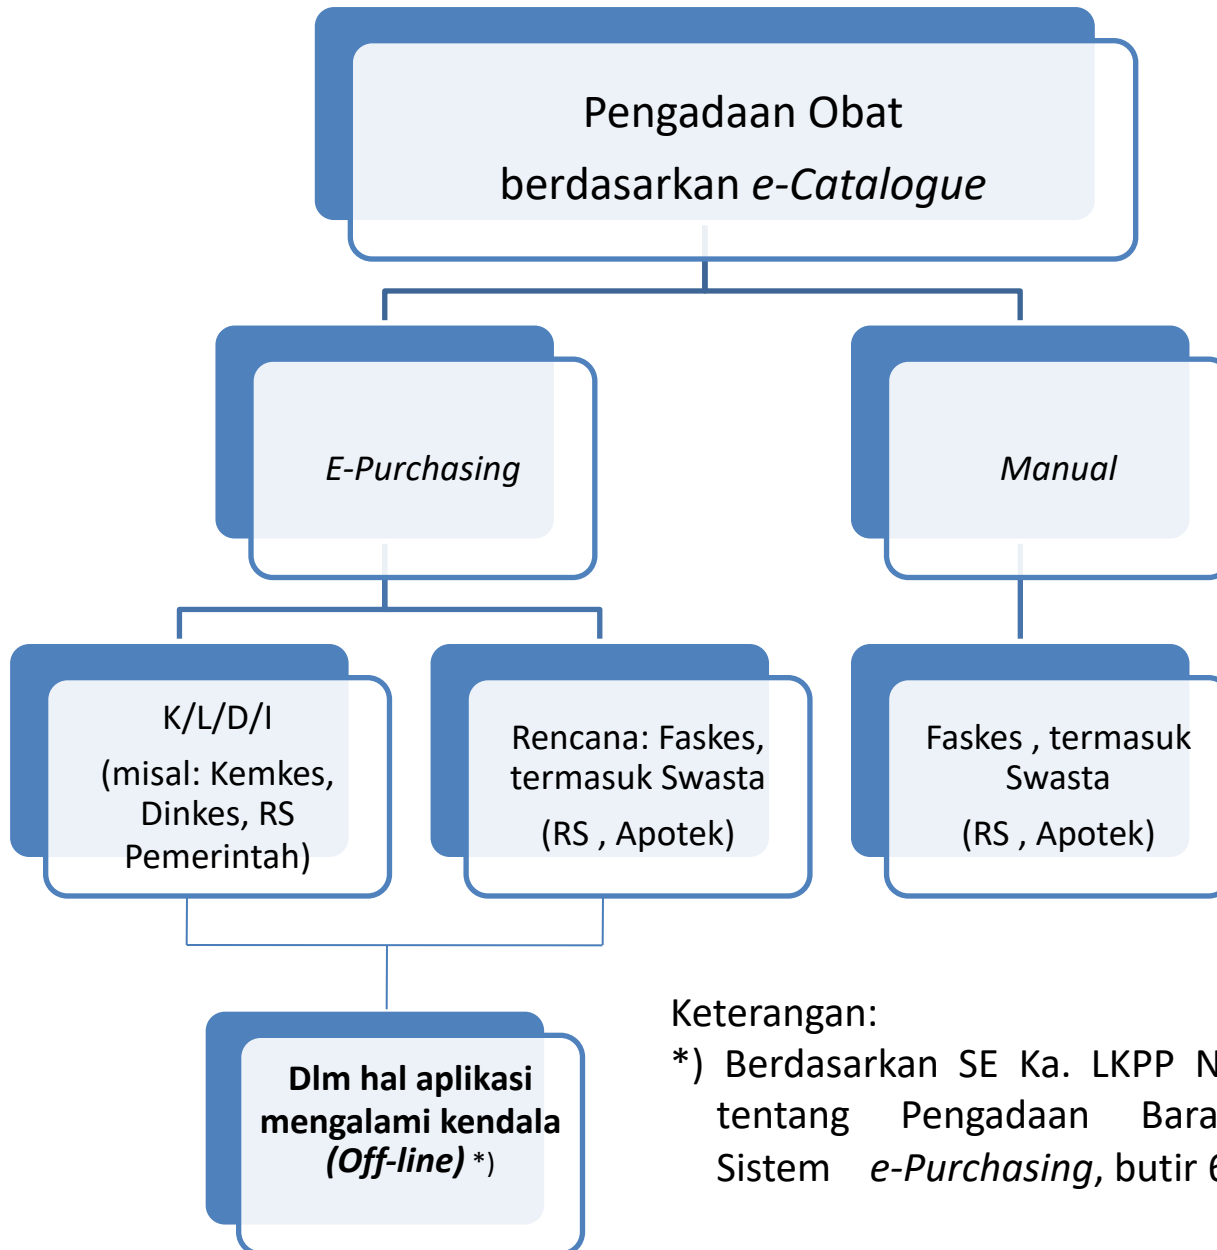 Pengadaan Obat
berdasarkan e-Catalogue
E-Purchasing
Manual
K/L/D/I
(misal: Kemkes,
Dinkes, RS
Pemerintah)
Rencana: Faskes,
termasuk Swasta
(RS , Apotek)
Faskes , termasuk
Swasta
(RS , Apotek)
Dlm hal aplikasi
mengalami kendala
(Off-line) *)
Keterangan:
*) Berdasarkan SE Ka. LKPP
tentang Pengadaan
Sistem e-Purchasing, butir